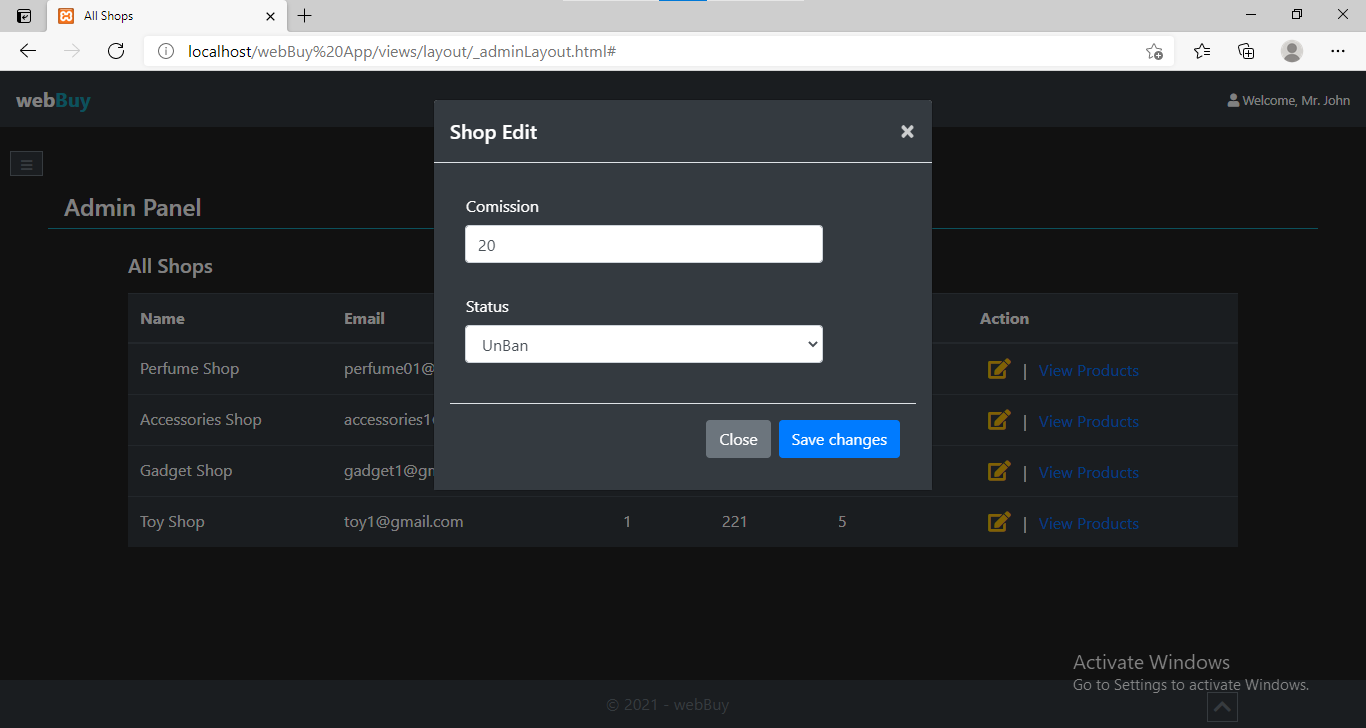 All Shops
localhost/webBuy%20App/views/layout/_adminLayout.html#
webBuy
Welcome, Mr. John
Shop Edit
Comission
20
Status
UnBan
Close Save changes
Admin Panel
All Shops
Name Email Action
Perfume Shop perfume01@ | View Products
Accessories Shop accessories1 | View Products
Gadget Shop gadget1@gm | View Products
Toy Shop toy1@gmail.com 1 221 5 | View Products
Activate Windows
Go to Settings to activate Windows.
© 2021 - webBuy